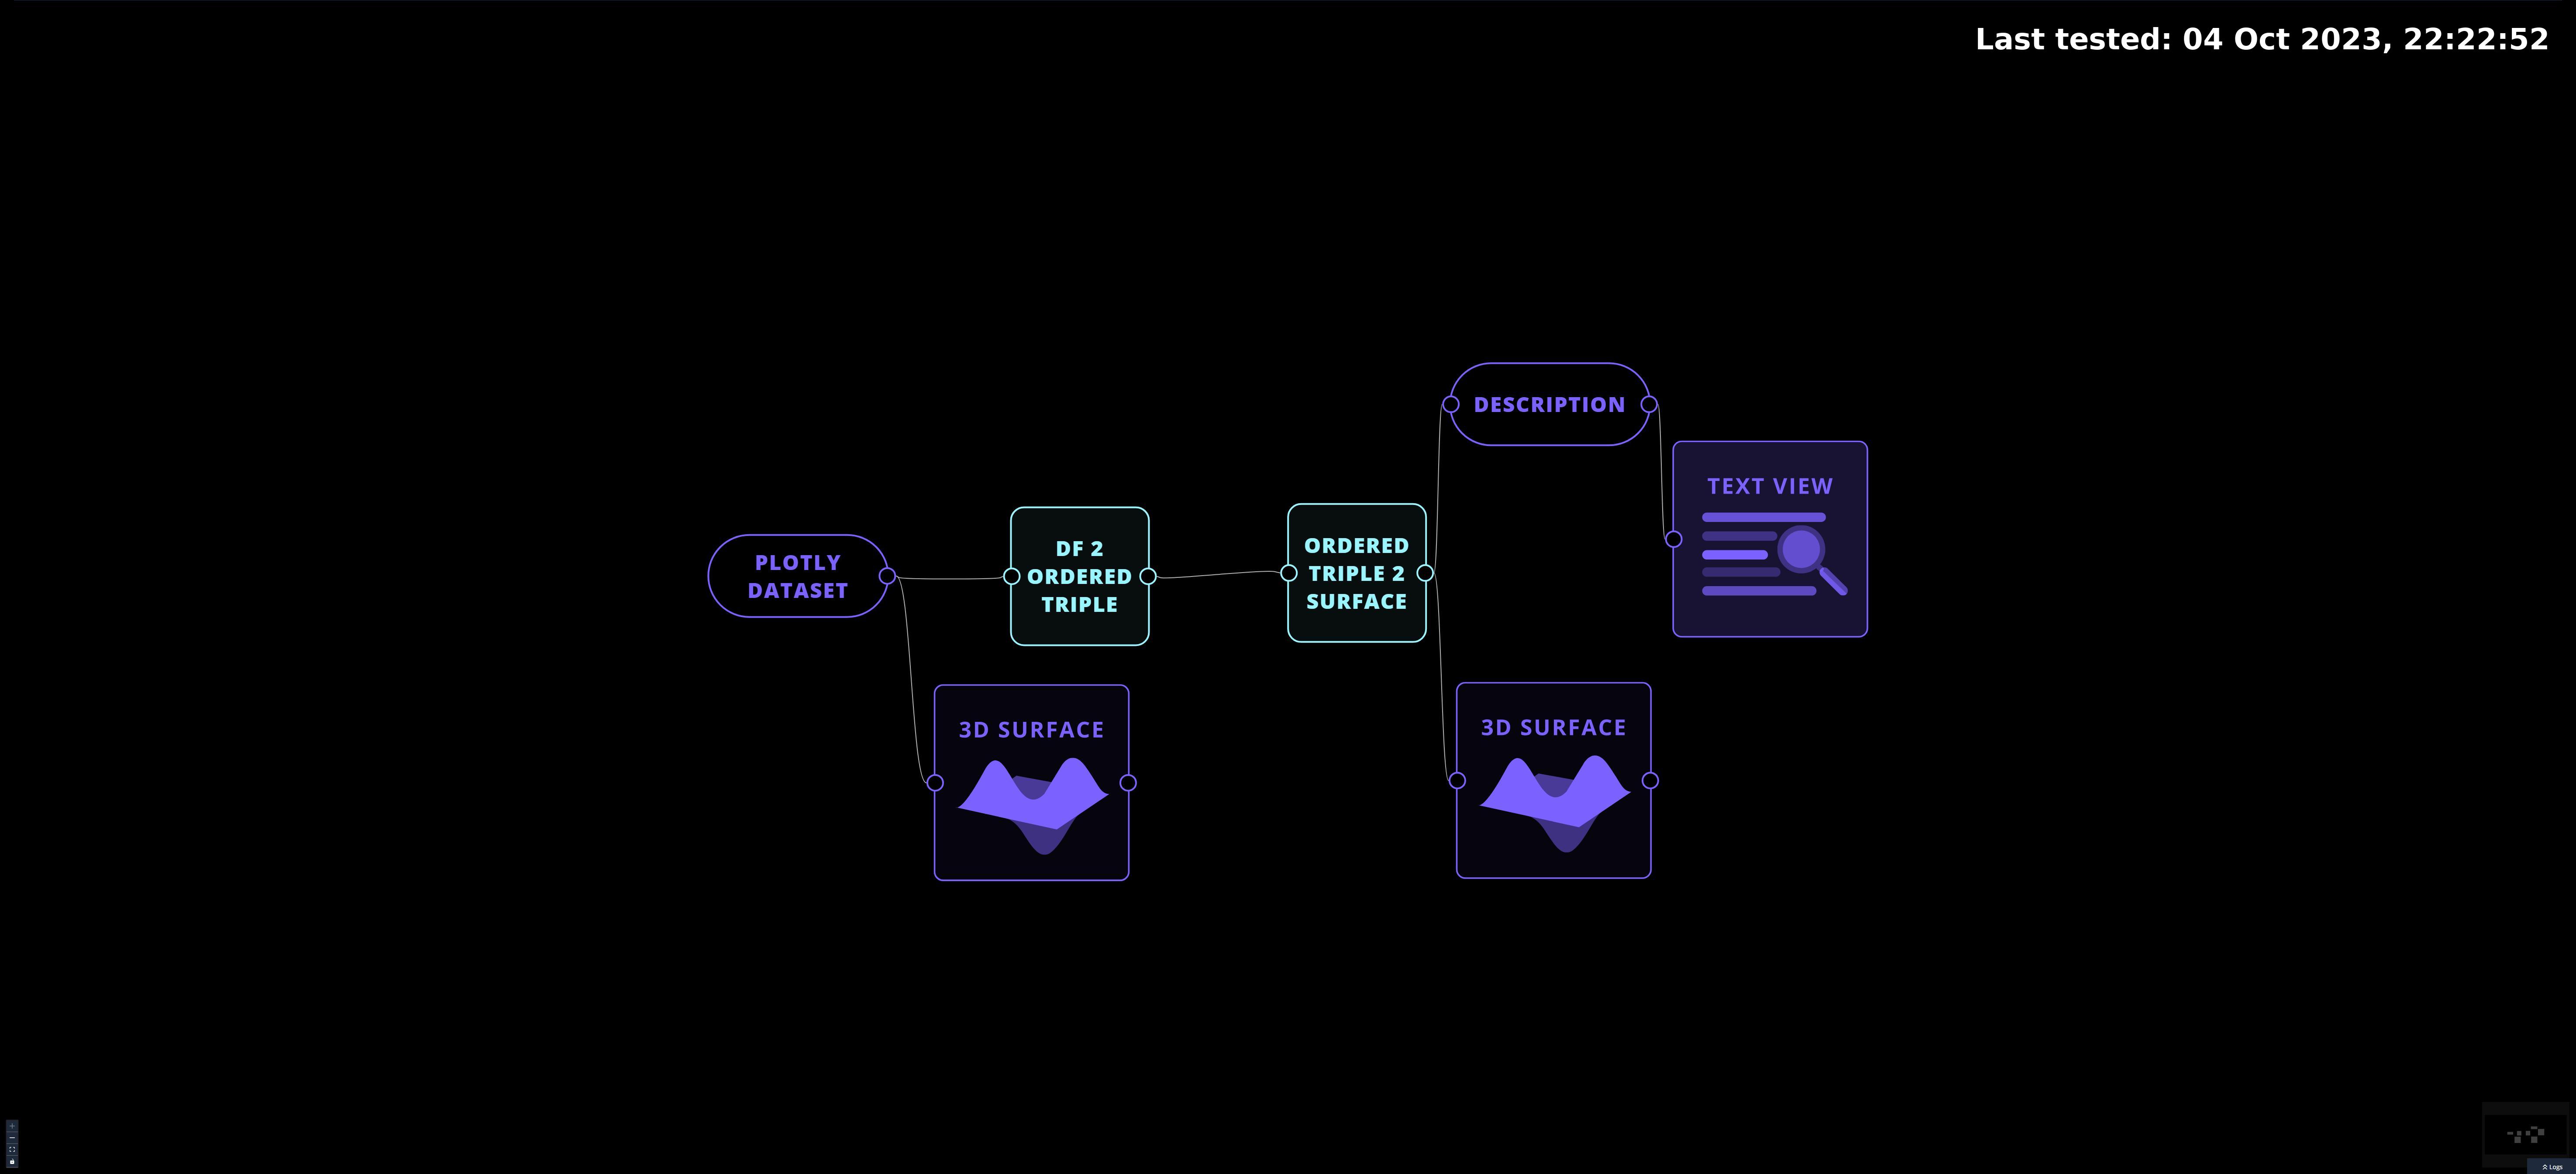 Last tested: 04 Oct 2023, 22:22:52
DESCRIPTION
TEXT VIEW
PLOTLY
DATASET
DF 2
ORDERED
TRIPLE
ORDERED
TRIPLE 2
SURFACE
3D SURFACE
3D SURFACE
Logs